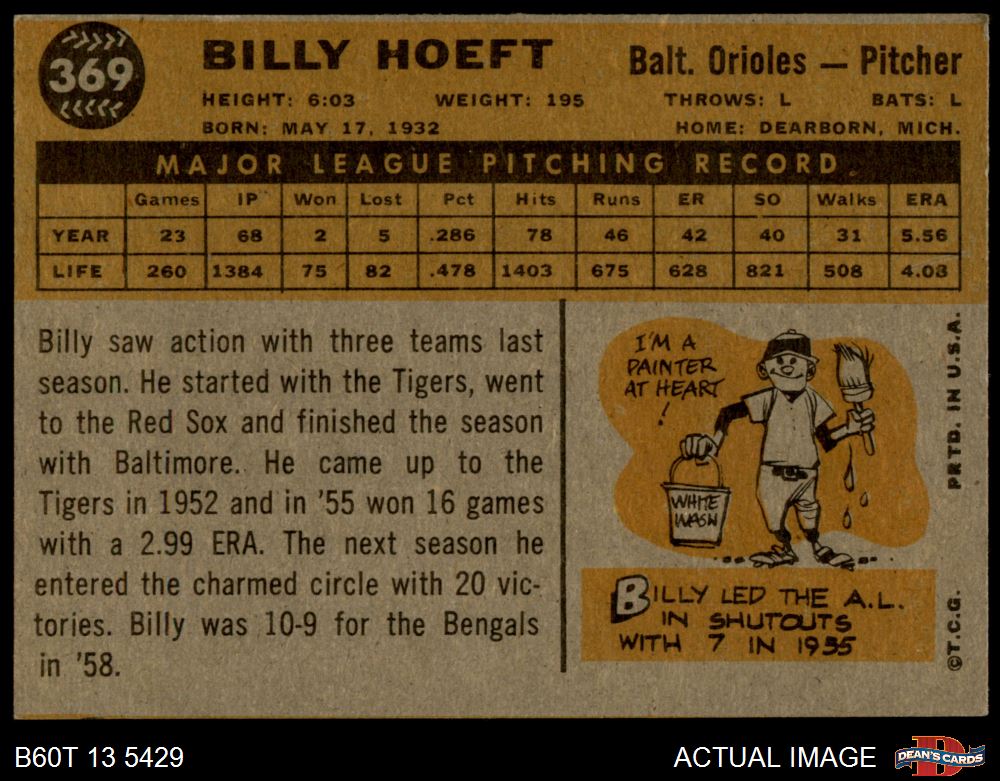 369
BILLY HOEFT
Balt. Orioles — Pitcher
HEIGHT: 6:03 WEIGHT: 195 THROWS: L BATS: L
BORN: MAY 17, 1932 HOME: DEARBORN, MICH.
MAJOR LEAGUE PITCHING RECORD
Games IP Won Lost Pct Hits Runs ER SO Walks ERA
YEAR 23 68 2 5 .286 78 46 42 40 31 5.56
LIFE 260 1384 75 82 .478 1403 675 628 821 508 4.08
Billy saw action with three teams last
season. He started with the Tigers, went
to the Red Sox and finished the season
with Baltimore. He came up to the
Tigers in 1952 and in '55 won 16 games
with a 2.99 ERA. The next season he
entered the charmed circle with 20 vic-
tories. Billy was 10-9 for the Bengals
in '58.
I'M A
PAINTER
AT HEART
!
WHITE
WASH
BILLY LED THE A.L.
IN SHUTOUTS
WITH 7 IN 1955
PRTD. IN U.S.A.
©T.C.G.
B60T 13 5429
ACTUAL IMAGE
D
DEAN'S CARDS